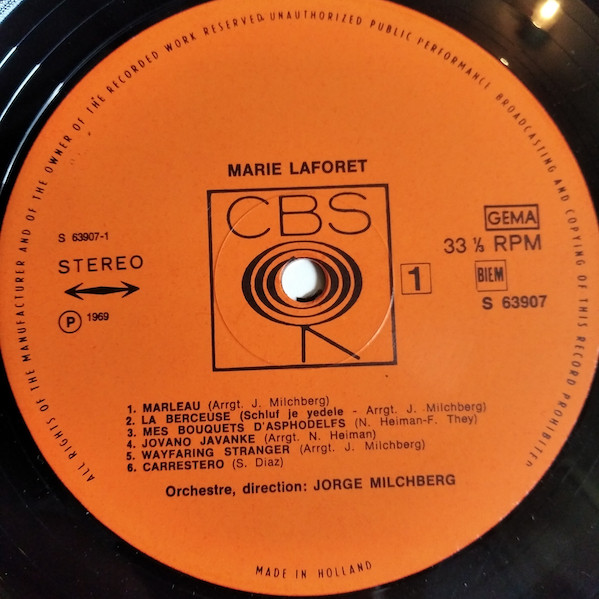 ALL RIGHTS OF THE MANUFACTURER AND OF THE OWNER OF THE RECORDED WORK RESERVED. UNAUTHORIZED PUBLIC PERFORMANCE BROADCASTING AND COPYING OF THIS RECORD PROHIBITED
MARIE LAFORET
CBS
GEMA
S 63907-1
33 ⅓ RPM
STEREO
1
BIEM
S 63907
P 1969
1. MARLEAU (Arrgt. J. Milchberg)
2. LA BERCEUSE (Schluf je yedele - Arrgt. J. Milchberg)
3. MES BOUQUETS D'ASPHODELFS (N. Heiman-F. They)
4. JOVANO JAVANKE (Arrgt. N. Heiman)
5. WAYFARING STRANGER (Arrgt. J. Milchberg)
6. CARRESTERO (S. Diaz)
Orchestre, direction: JORGE MILCHBERG
MADE IN HOLLAND